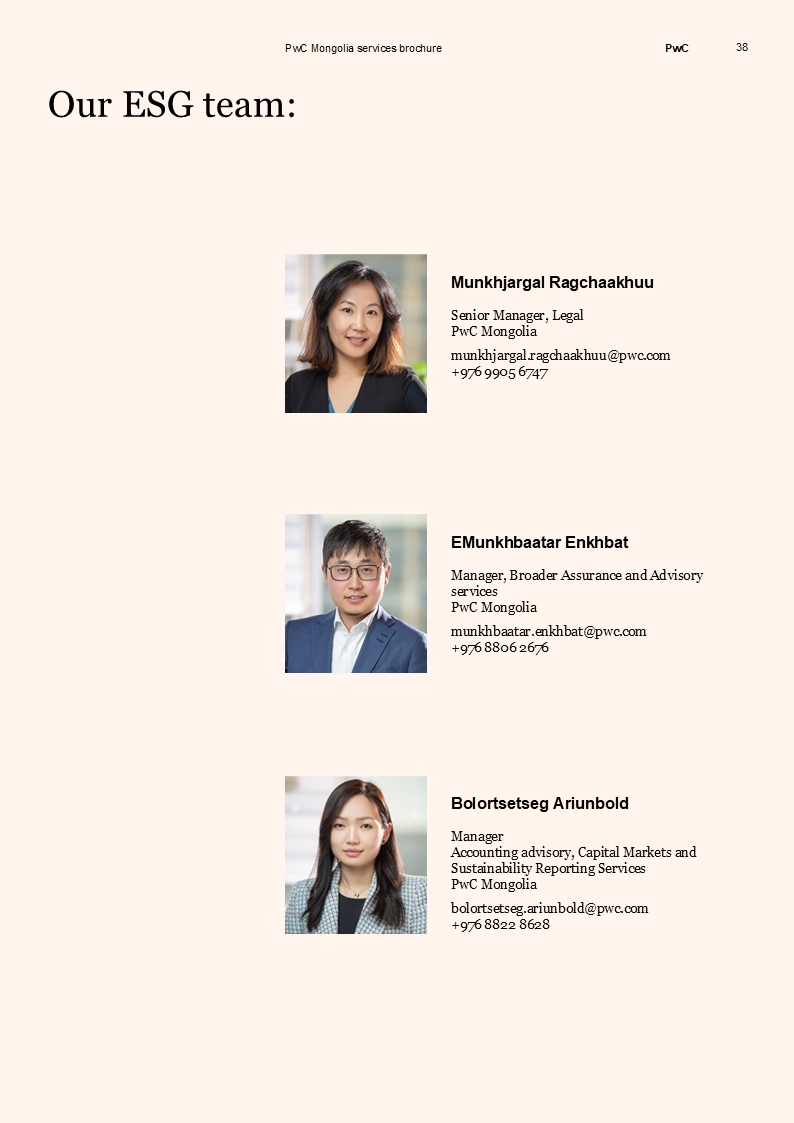 PwC Mongolia services brochure
PwC
38
Our ESG team:
Munkhjargal Ragchaakhuu
Senior Manager, Legal
PwC Mongolia
munkhjargal.ragchaakhuu@pwc.com
+976 9905 6747
EMunkhbaatar Enkhbat
Manager, Broader Assurance and Advisory
services
PwC Mongolia
munkhbaatar.enkhbat@pwc.com
+976 8806 2676
Bolortsetseg Ariunbold
Manager
Accounting advisory, Capital Markets and
Sustainability Reporting Services
PwC Mongolia
bolortsetseg.ariunbold@pwc.com
+976 8822 8628